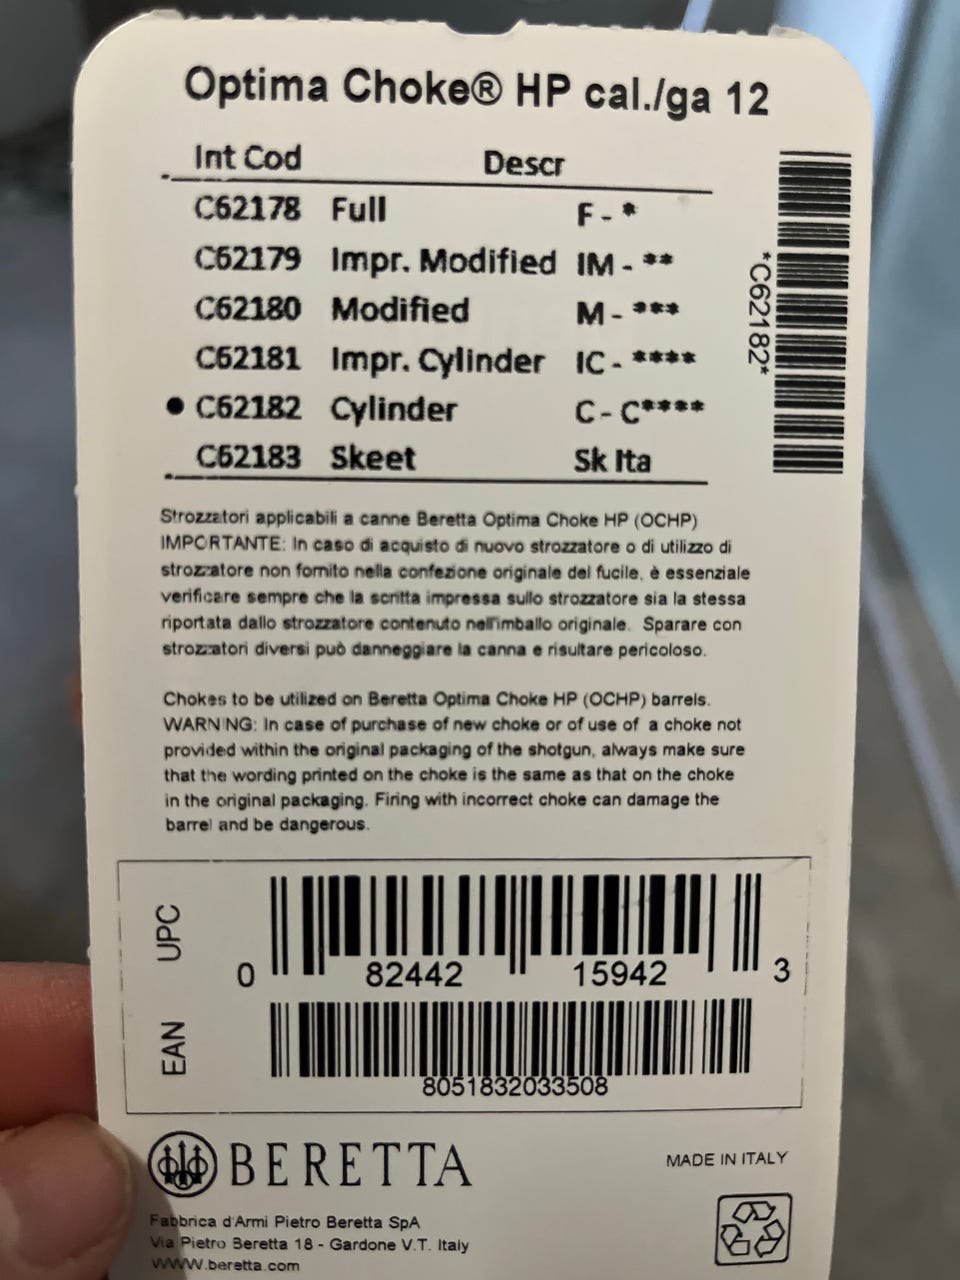 Optima Choke® HP cal./ga 12
Int Cod Descr
C62178 Full F - *
C62179 Impr. Modified IM - **
C62180 Modified M - ***
C62181 Impr. Cylinder IC - ****
● C62182 Cylinder C - C****
C62183 Skeet Sk Ita
*C62182*
Strozzatori applicabili a canne Beretta Optima Choke HP (OCHP)
IMPORTANTE: In caso di acquisto di nuovo strozzatore o di utilizzo di
strozzatore non fornito nella confezione originale del fucile, è essenziale
verificare sempre che la scritta impressa sullo strozzatore sia la stessa
riportata dallo strozzatore contenuto nell'imballo originale. Sparare con
strozzatori diversi può danneggiare la canna e risultare pericoloso.
Chokes to be utilized on Beretta Optima Choke HP (OCHP) barrels.
WARNING: In case of purchase of new choke or of use of a choke not
provided within the original packaging of the shotgun, always make sure
that the wording printed on the choke is the same as that on the choke
in the original packaging. Firing with incorrect choke can damage the
barrel and be dangerous.
UPC
0 82442 15942 3
EAN
8051832033508
BERETTA
MADE IN ITALY
Fabbrica d'Armi Pietro Beretta SpA
Via Pietro Beretta 18 - Gardone V.T. Italy
WWW.beretta.com